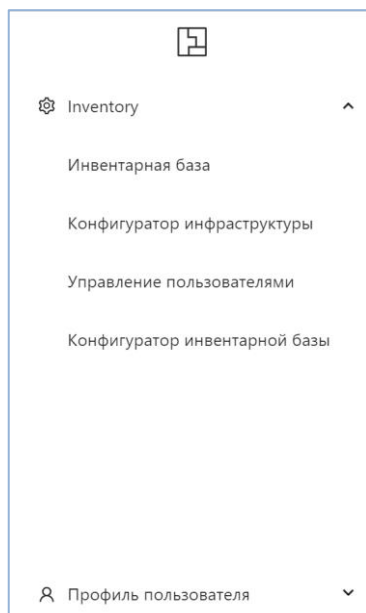 Inventory
Инвентарная база
Конфигуратор инфраструктуры
Управление пользователями
Конфигуратор инвентарной базы
Профиль пользователя